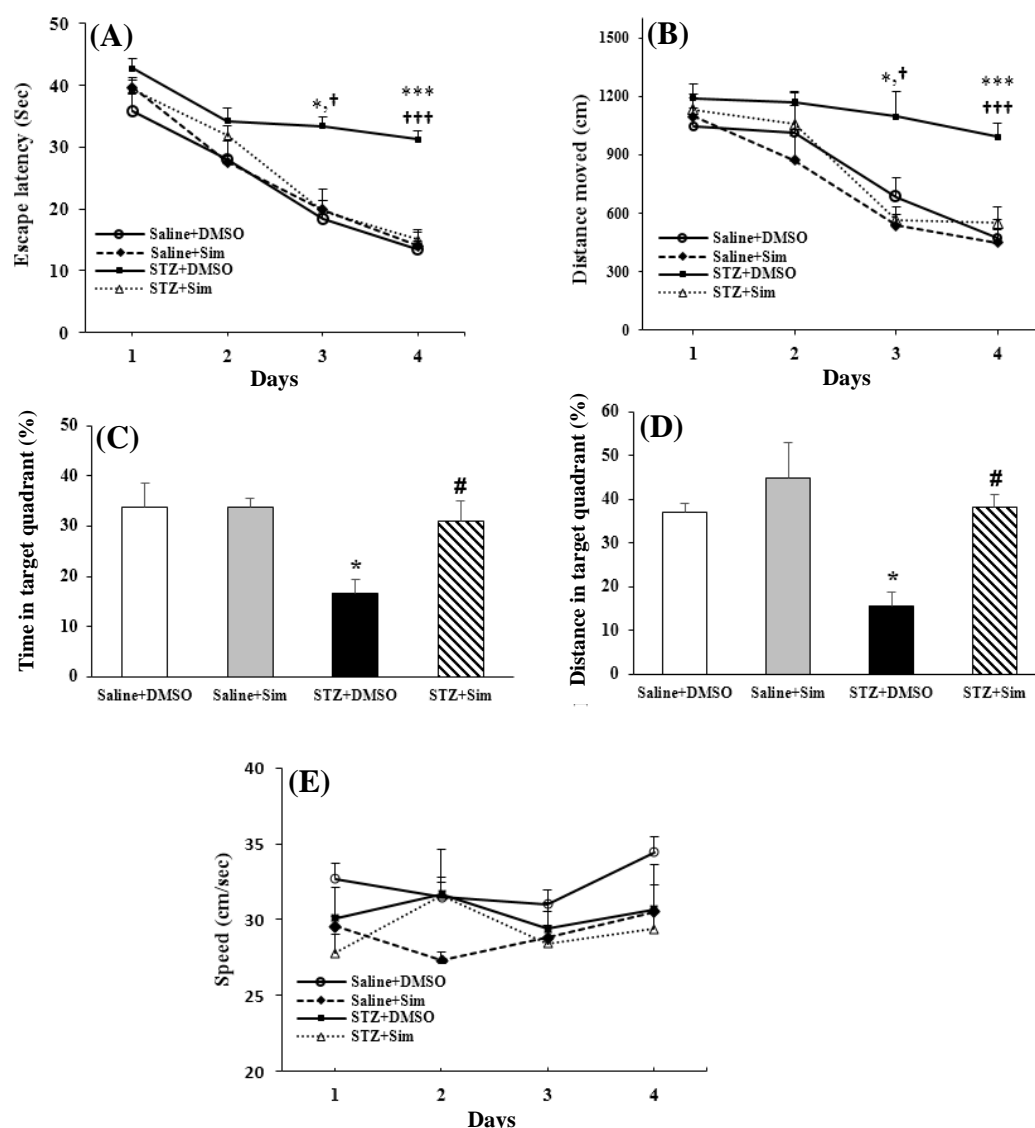 (A)
Escape latency (Sec)
50
40
30
20
10
0
*,†
***
†††
Saline+DMSO
Saline+Sim
STZ+DMSO
STZ+Sim
1 2 3 4
Days
(B)
Distance moved (cm)
1500
1200
900
600
300
0
*,†
***
†††
Saline+DMSO
Saline+Sim
STZ+DMSO
STZ+Sim
1 2 3 4
Days
(C)
Time in target quadrant (%)
50
40
30
20
10
0
*
#
Saline+DMSO Saline+Sim STZ+DMSO STZ+Sim
(D)
Distance in target quadrant (%)
60
50
40
30
20
10
0
*
#
Saline+DMSO Saline+Sim STZ+DMSO STZ+Sim
(E)
Speed (cm/sec)
40
35
30
25
20
Saline+DMSO
Saline+Sim
STZ+DMSO
STZ+Sim
1 2 3 4
Days